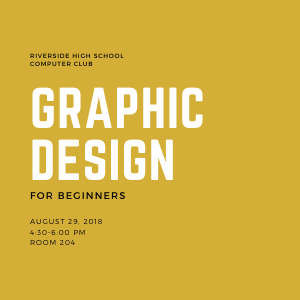 RIVERSIDE HIGH SCHOOL
COMPUTER CLUB
GRAPHIC
DESIGN
FOR BEGINNERS
AUGUST 29, 2018
4:30-6:00 PM
ROOM 204